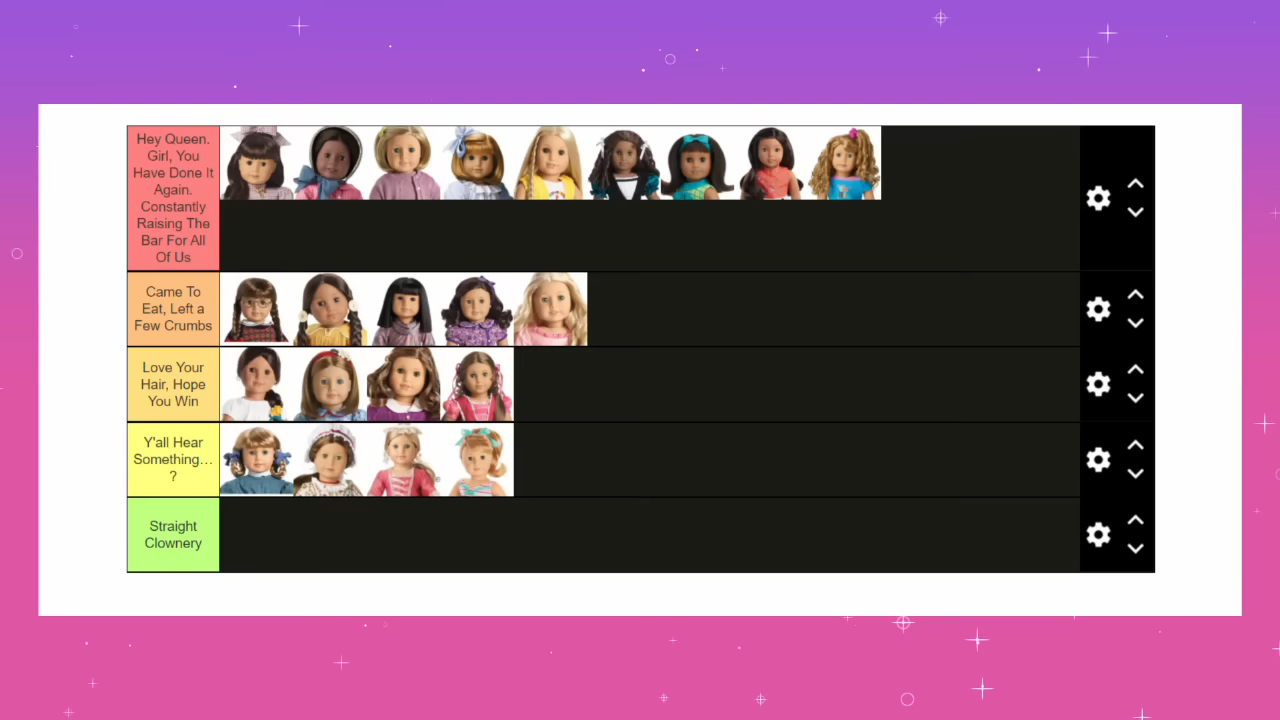 Hey Queen.
Girl, You
Have Done It
Again.
Constantly
Raising The
Bar For All
Of Us
Came To
Eat, Left a
Few Crumbs
Love Your
Hair, Hope
You Win
Y'all Hear
Something...
?
Straight
Clownery